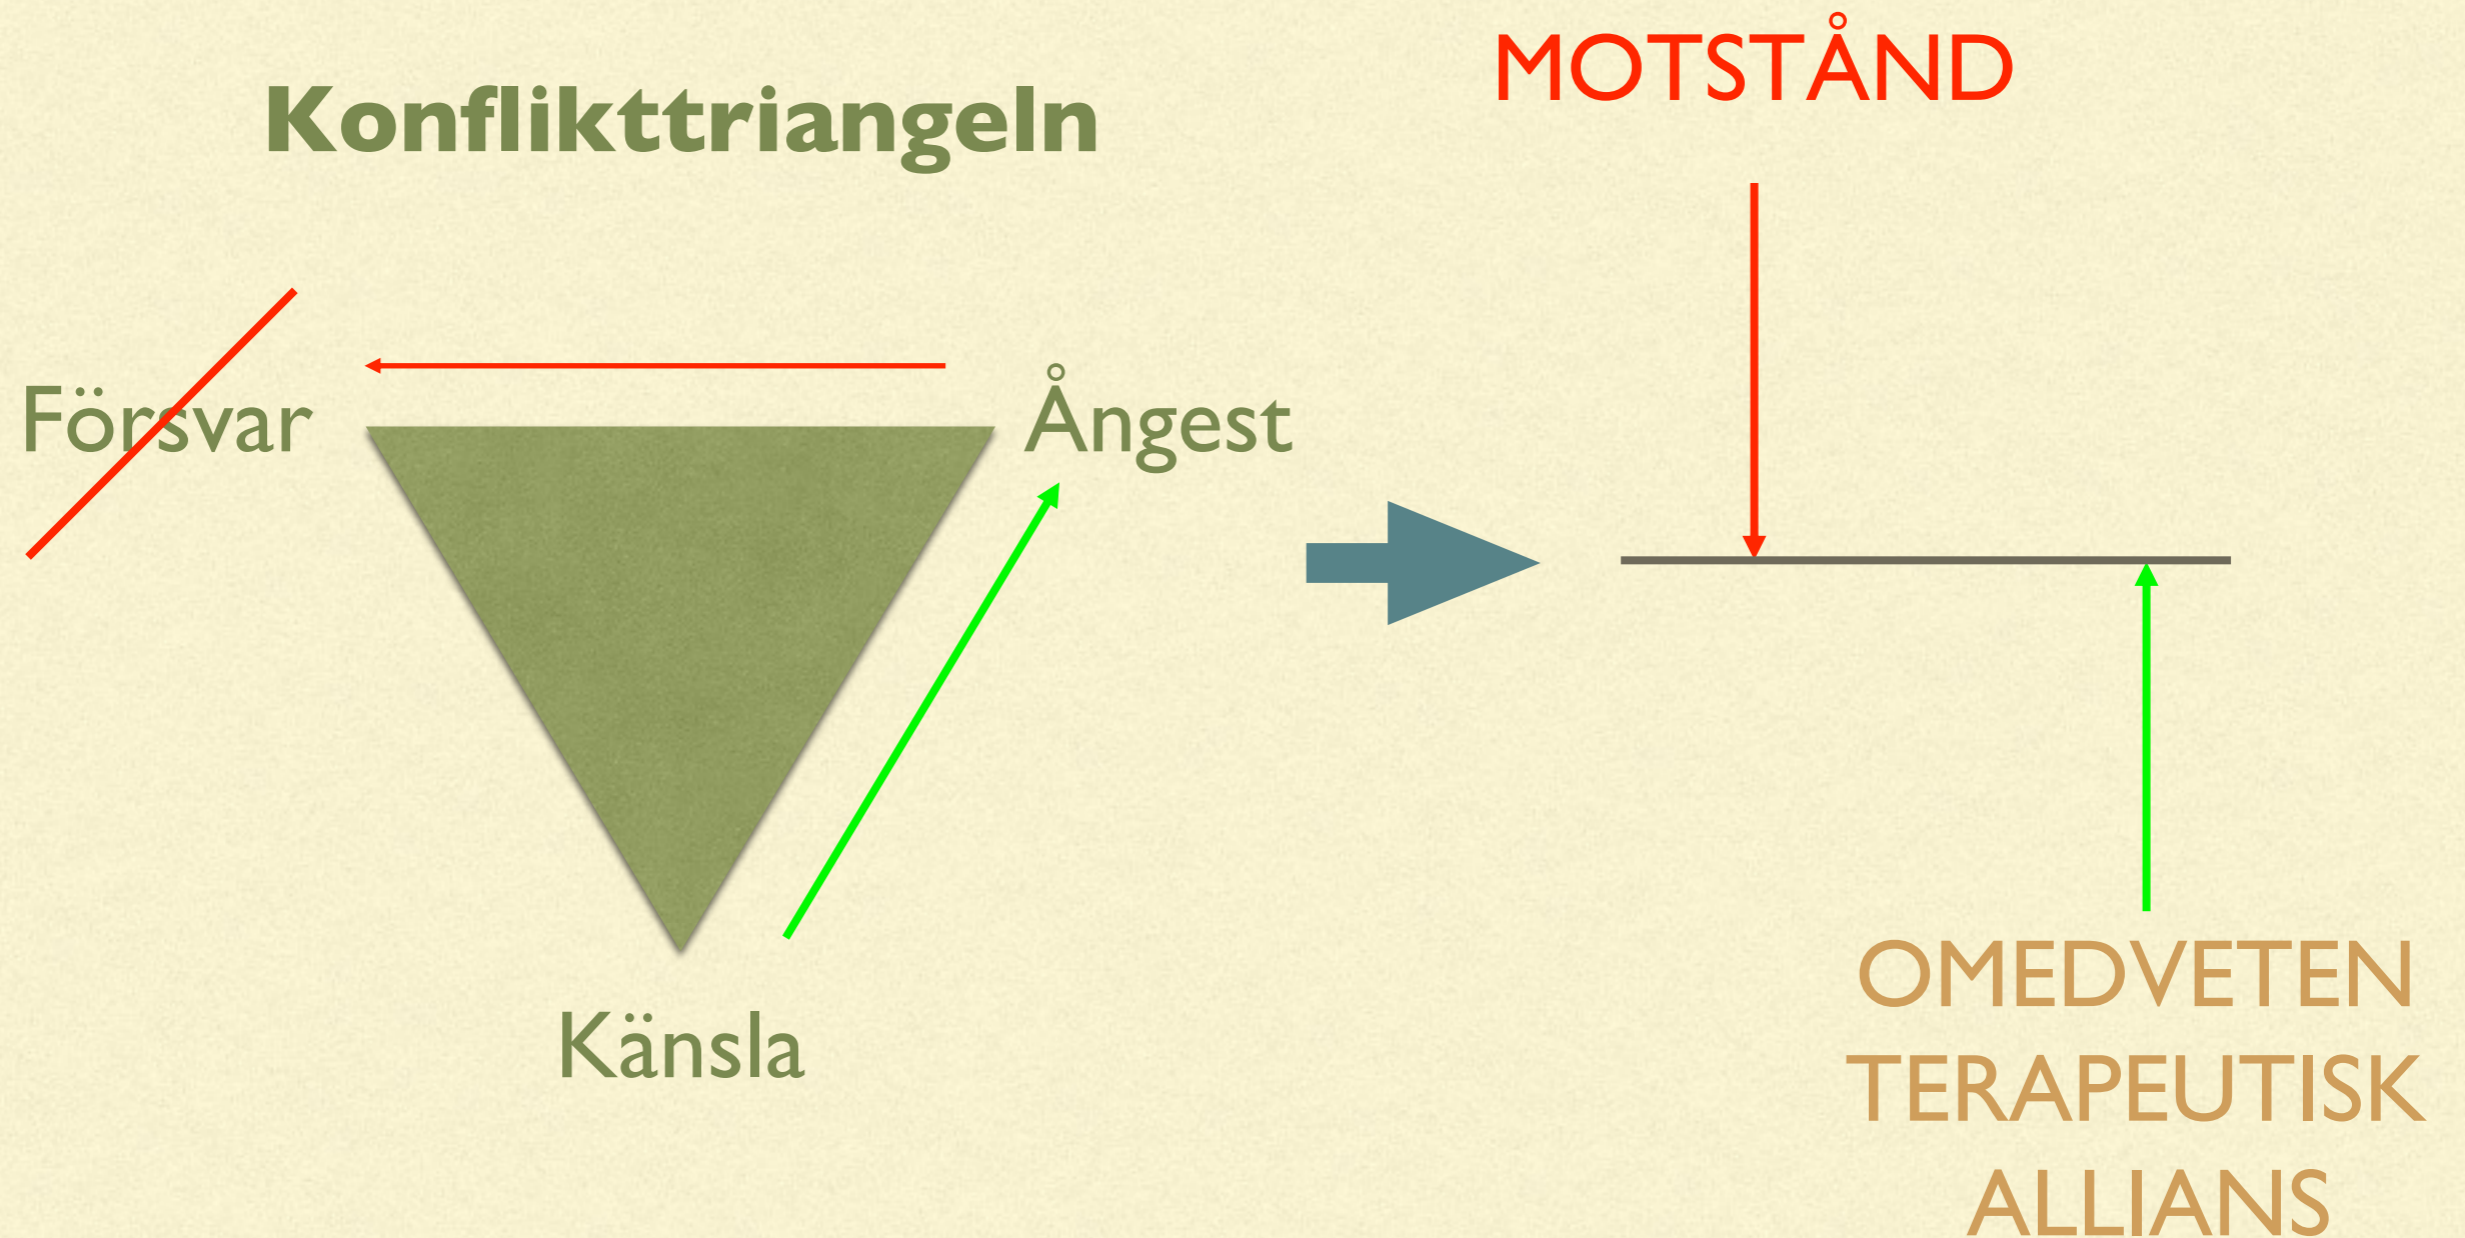 Konflikttriangeln
MOTSTÅND
Försvar
Ångest
Känsla
OMEDVETEN
TERAPEUTISK
ALLIANS